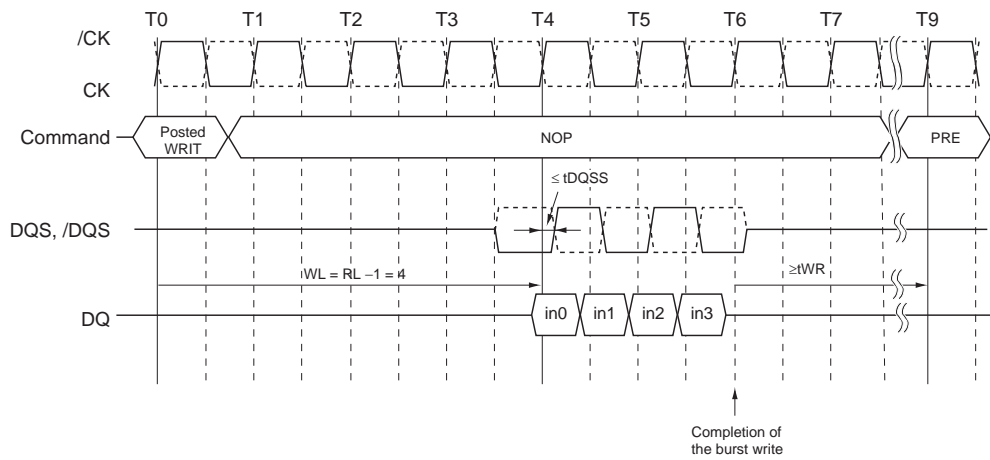 T0 T1 T2 T3 T4 T5 T6 T7 T9
/CK
CK
Command
Posted
WRIT
NOP
PRE
≤ tDQSS
DQS, /DQS
WL = RL −1 = 4
≥tWR
DQ
in0 in1 in2 in3
Completion of
the burst write